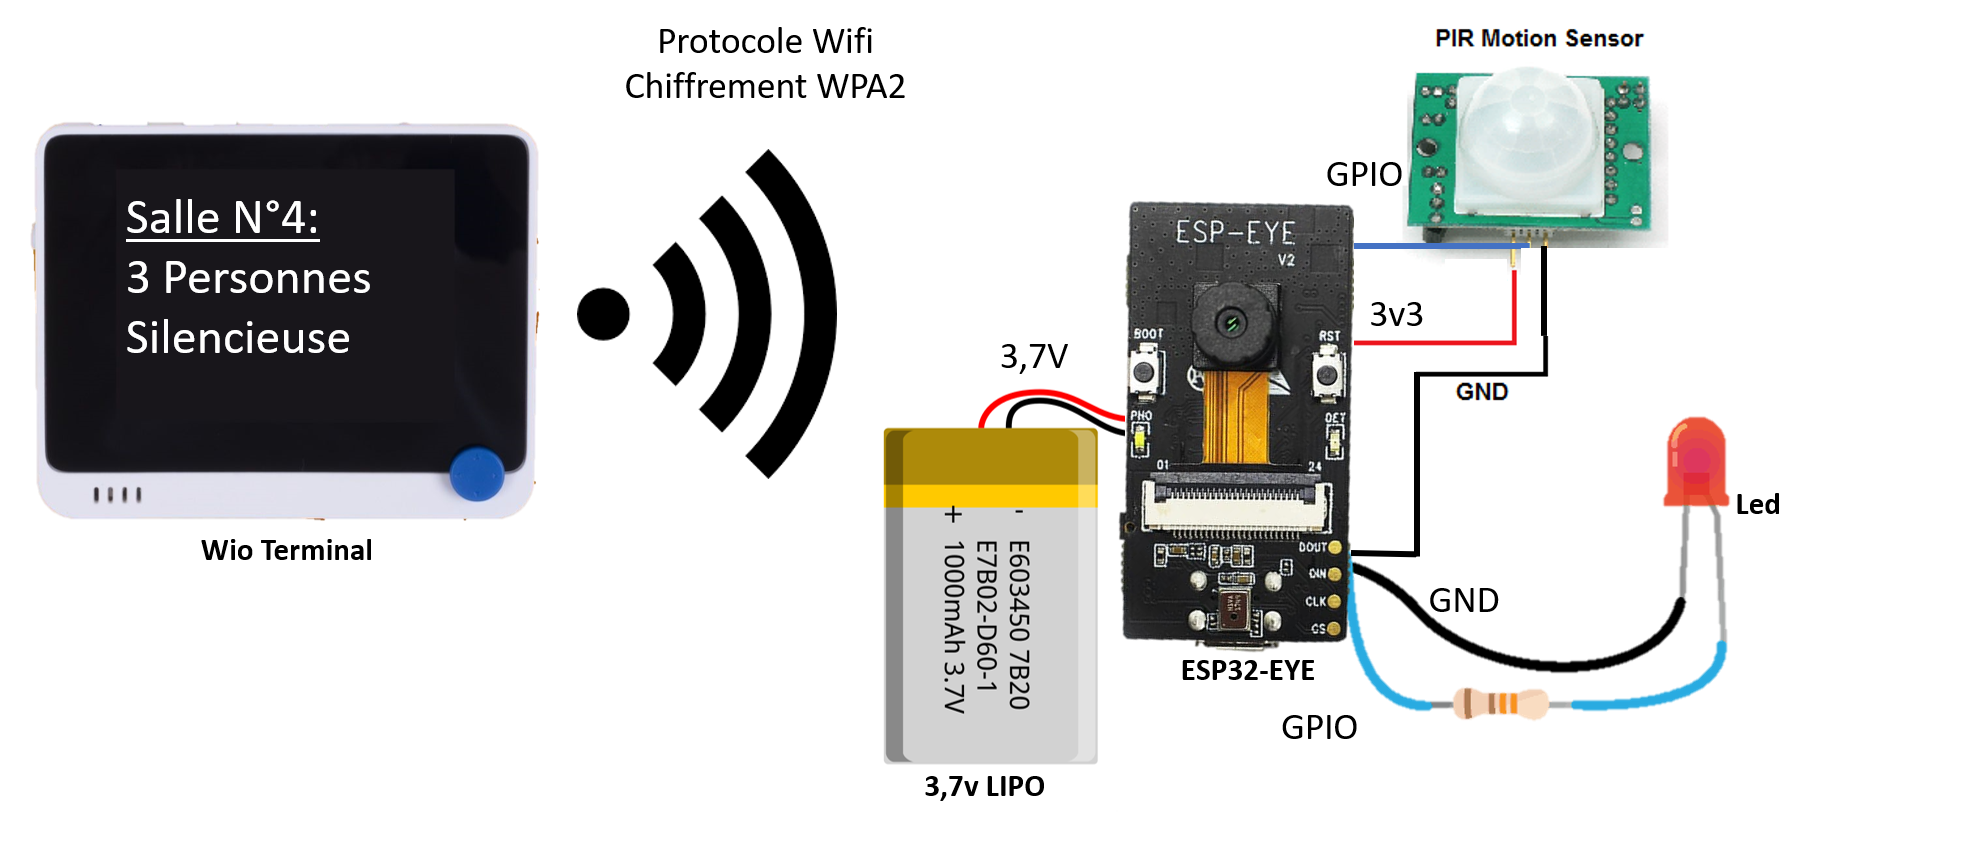 Protocole Wifi
Chiffrement WPA2
PIR Motion Sensor
Salle N°4:
3 Personnes
Silencieuse
Wio Terminal
GPIO
ESP-EYE
V2
3v3
BOOT
RST
3,7V
GND
PHO
DET
01
24
Led
+
-
E603450 7B20
E7B02-D60-1
1000mAh 3.7V
DOUT
DIN
CLK
CS
GND
ESP32-EYE
GPIO
3,7v LIPO